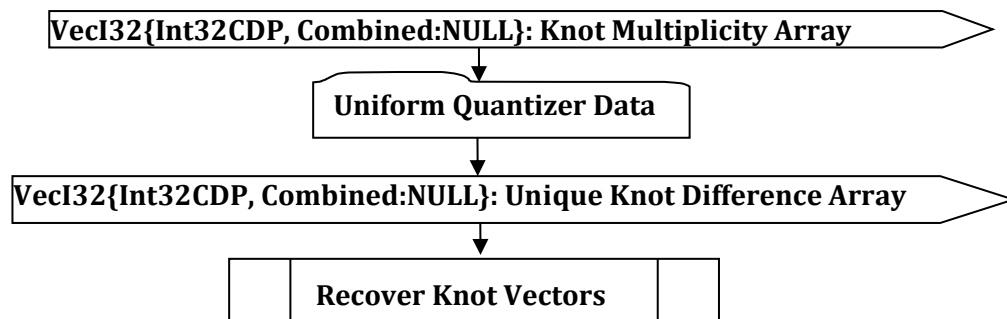 VecI32{Int32CDP, Combined:NULL}: Knot Multiplicity Array
Uniform Quantizer Data
VecI32{Int32CDP, Combined:NULL}: Unique Knot Difference Array
Recover Knot Vectors